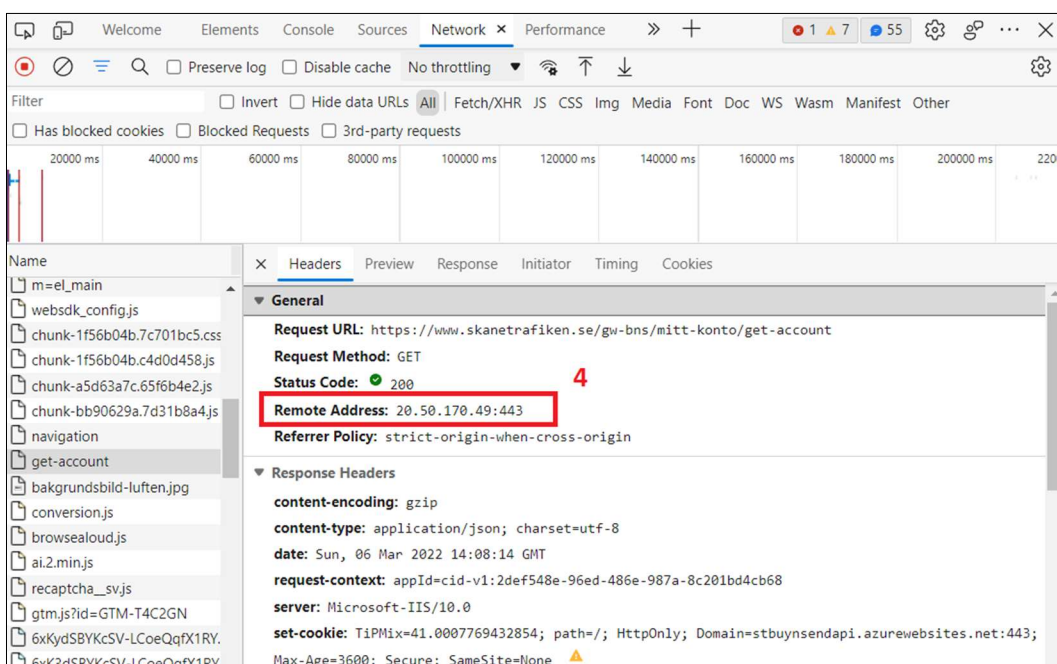 Welcome Elements Console Sources Network × Performance » + 1 7 55 ... ×
Preserve log Disable cache No throttling ▼
Filter Invert Hide data URLs All Fetch/XHR JS CSS Img Media Font Doc WS Wasm Manifest Other
Has blocked cookies Blocked Requests 3rd-party requests
20000 ms 40000 ms 60000 ms 80000 ms 100000 ms 120000 ms 140000 ms 160000 ms 180000 ms 200000 ms 220
Name
m=el_main
websdk_config.js
chunk-1f56b04b.7c701bc5.css
chunk-1f56b04b.c4d0d458.js
chunk-a5d63a7c.65f6b4e2.js
chunk-bb90629a.7d31b8a4.js
navigation
get-account
bakgrundsbild-luften.jpg
conversion.js
browsealoud.js
ai.2.min.js
recaptcha__sv.js
gtm.js?id=GTM-T4C2GN
6xKydSBYKcSV-LCoeQqfX1RY.
6xK3dSBYKcSV-LCoeQqfX1RY
× Headers Preview Response Initiator Timing Cookies
▼ General
Request URL: https://www.skanetrafiken.se/gw-bns/mitt-konto/get-account
Request Method: GET
Status Code: 200
4
Remote Address: 20.50.170.49:443
Referrer Policy: strict-origin-when-cross-origin
▼ Response Headers
content-encoding: gzip
content-type: application/json; charset=utf-8
date: Sun, 06 Mar 2022 14:08:14 GMT
request-context: appId=cid-v1:2def548e-96ed-486e-987a-8c201bd4cb68
server: Microsoft-IIS/10.0
set-cookie: TiPMix=41.0007769432854; path=/; HttpOnly; Domain=stbuynsendapi.azurewebsites.net:443;
Max-Age=3600; Secure; SameSite=None